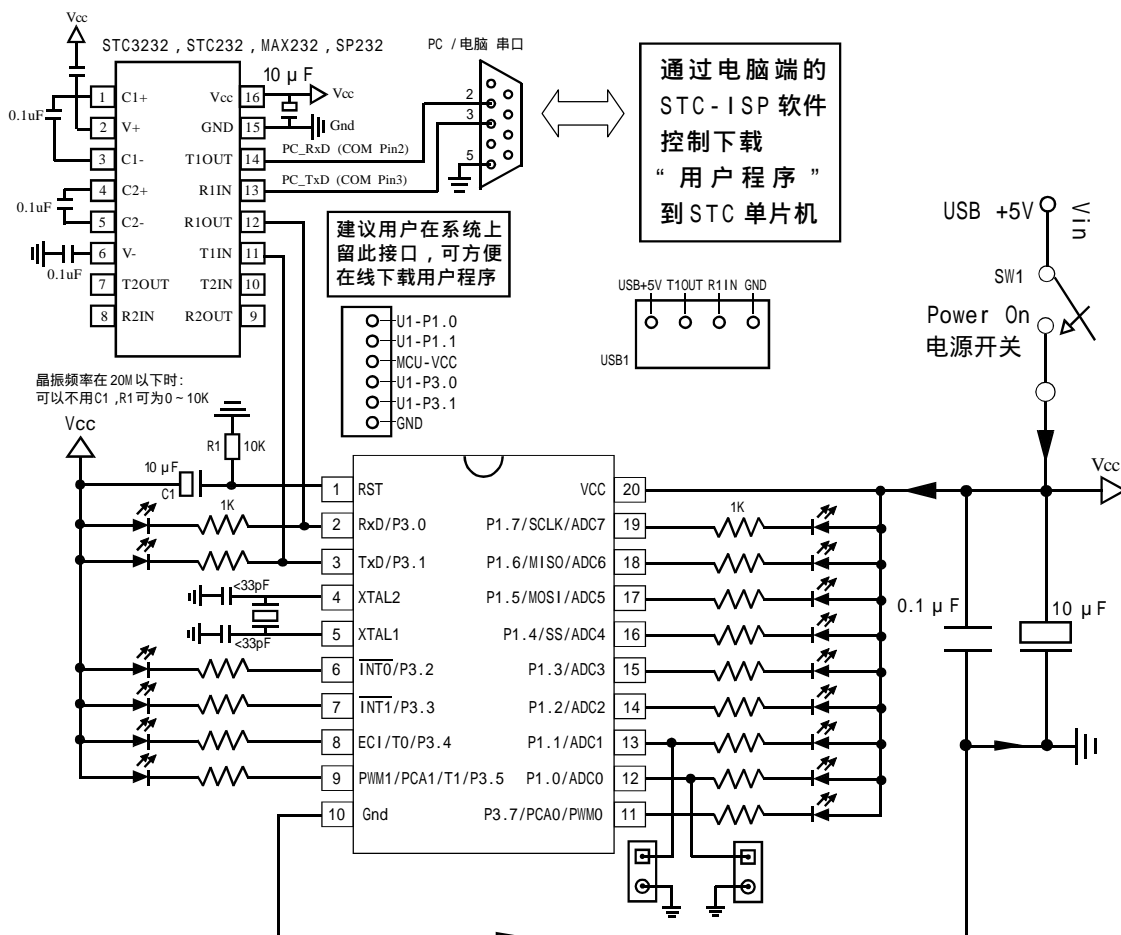 Vcc
STC3232 , STC232 , MAX232 , SP232
PC / 电脑 串口
10 μ F
Vcc
1 C1+ Vcc 16
0.1uF
2 V+ GND 15
Gnd
3 C1- T1OUT 14
PC_RxD (COM Pin2)
2
3
4 C2+ R1IN 13
PC_TxD (COM Pin3)
5
0.1uF
5 C2- R1OUT 12
6 V- T1IN 11
0.1uF
7 T2OUT T2IN 10
8 R2IN R2OUT 9
通过电脑端的
STC-ISP 软件
控制下载
“ 用户程序 ”
到STC 单片机
建议用户在系统上
留此接口 , 可方便
在线下载用户程序
U1-P1.0
U1-P1.1
MCU-VCC
U1-P3.0
U1-P3.1
GND
USB+5V T1OUT R1IN GND
USB1
USB +5V
Vin
SW1
Power On
电源开关
晶振频率在 20M 以下时:
可以不用C1 ,R1可为0 ~ 10K
Vcc
R1 10K
10 μF
C1
1 RST VCC 20
Vcc
1K
2 RxD/P3.0 P1.7/SCLK/ADC7 19
1K
3 TxD/P3.1 P1.6/MISO/ADC6 18
<33pF
4 XTAL2 P1.5/MOSI/ADC5 17
5 XTAL1 P1.4/SS/ADC4 16
<33pF
0.1 μ F
10 μ F
6 INT0/P3.2 P1.3/ADC3 15
7 INT1/P3.3 P1.2/ADC2 14
8 ECI/T0/P3.4 P1.1/ADC1 13
9 PWM1/PCA1/T1/P3.5 P1.0/ADC0 12
10 Gnd P3.7/PCA0/PWM0 11